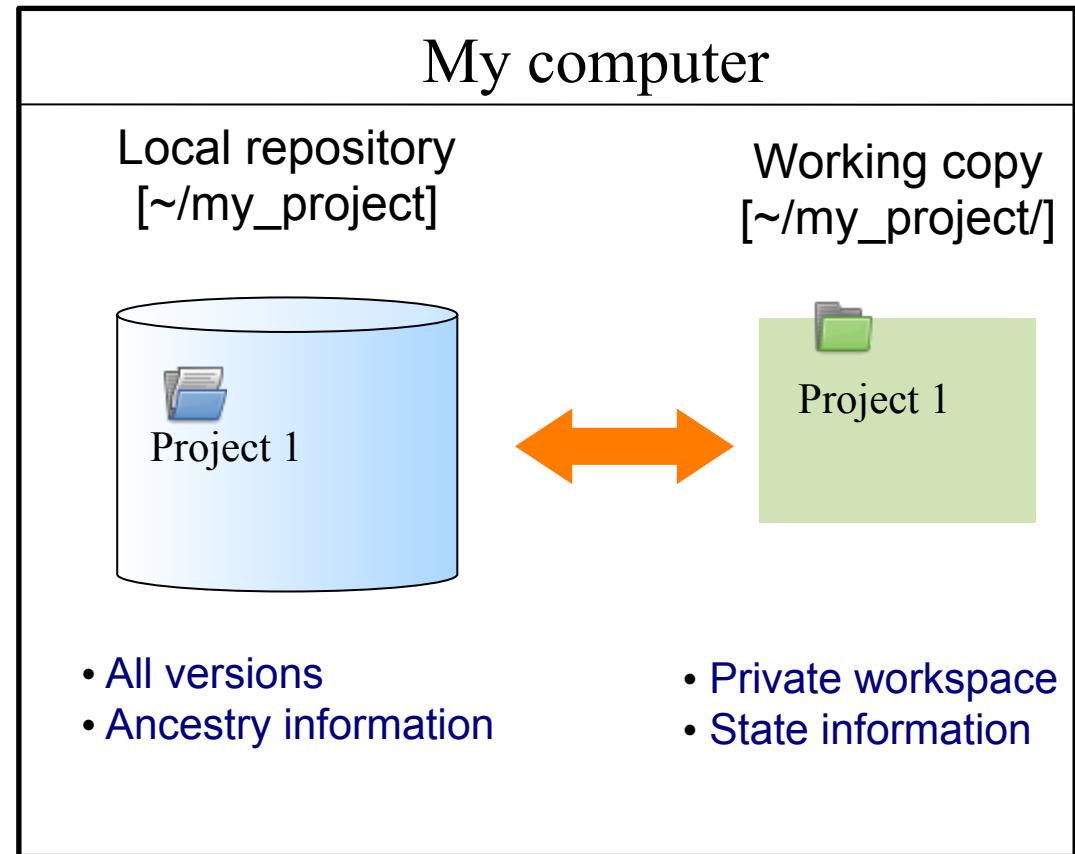 My computer
Local repository
[~/my_project]
Working copy
[~/my_project/]
Project 1
Project 1
• All versions
• Ancestry information
• Private workspace
• State information